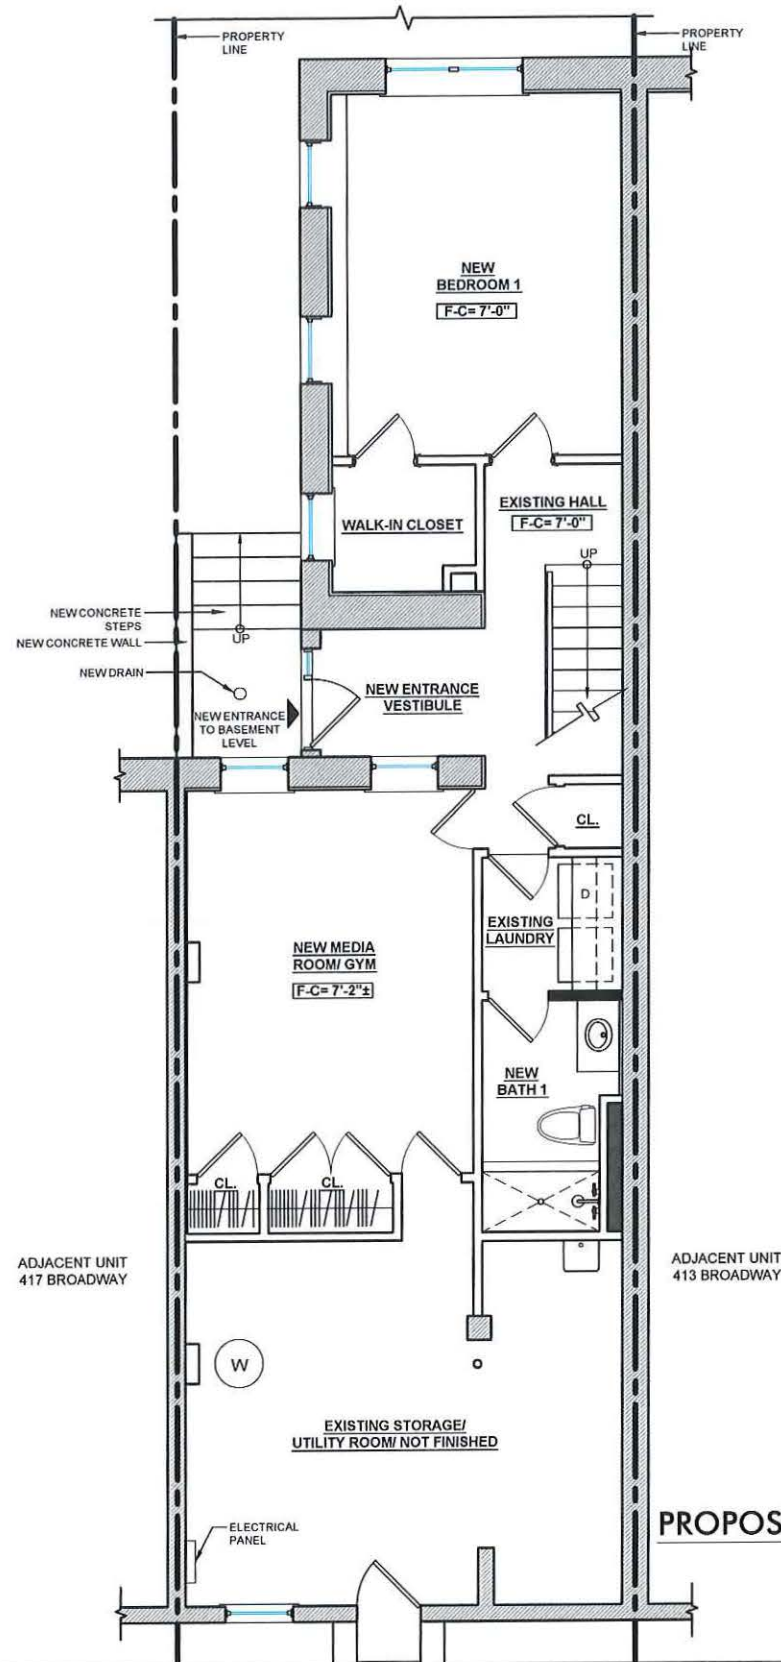 PROPERTY
LINE
PROPERTY
LINE
NEW
BEDROOM 1
F-C= 7'-0"
WALK-IN CLOSET
EXISTING HALL
F-C= 7'-0"
UP
NEW CONCRETE
STEPS
NEW CONCRETE WALL
UP
NEW DRAIN
NEW ENTRANCE
TO BASEMENT
LEVEL
NEW ENTRANCE
VESTIBULE
CL.
D
EXISTING
LAUNDRY
NEW MEDIA
ROOM/ GYM
F-C= 7'-2"±
NEW
BATH 1
CL.
CL.
ADJACENT UNIT
417 BROADWAY
ADJACENT UNIT
413 BROADWAY
W
EXISTING STORAGE/
UTILITY ROOM/ NOT FINISHED
ELECTRICAL
PANEL
PROPOS